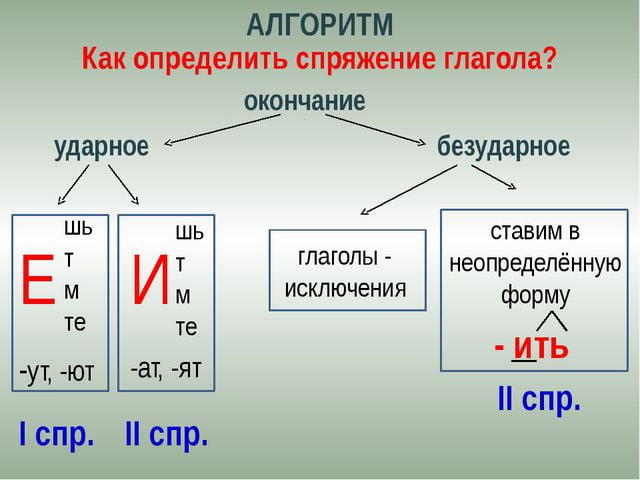 АЛГОРИТМ
Как определить спряжение глагола?
окончание
ударное
безударное
Е
шь
т
м
те
-ут, -ют
I спр.
И
шь
т
м
те
-ат, -ят
II спр.
глаголы -
исключения
ставим в
неопределённую
форму
- ить
II спр.